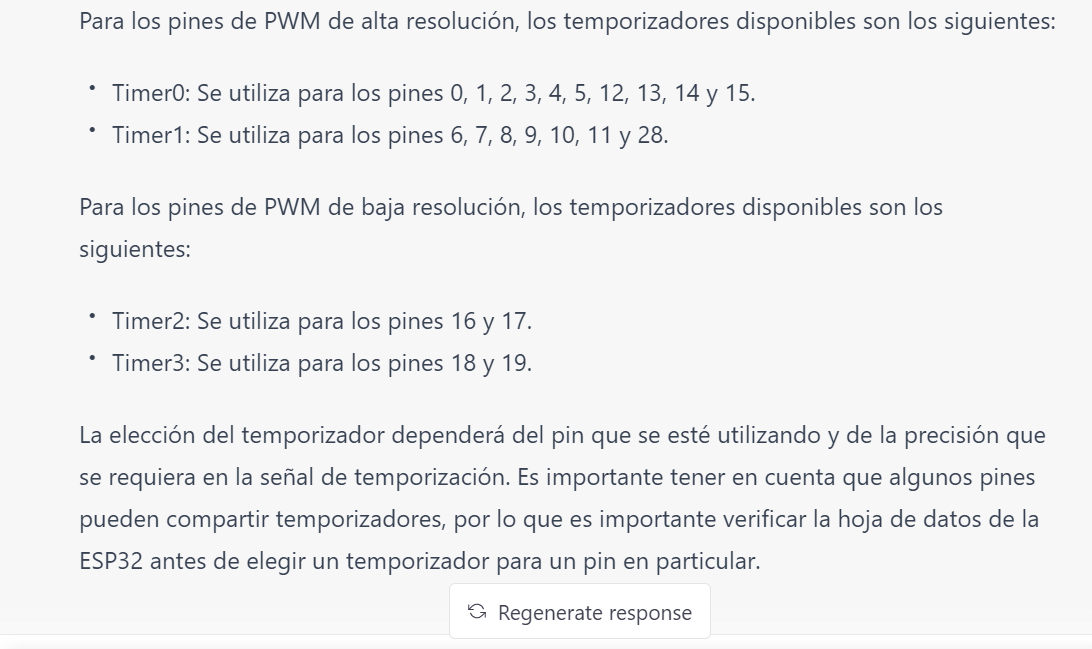 Para los pines de PWM de alta resolución, los temporizadores disponibles son los siguientes:
• Timer0: Se utiliza para los pines 0, 1, 2, 3, 4, 5, 12, 13, 14 y 15.
• Timer1: Se utiliza para los pines 6, 7, 8, 9, 10, 11 y 28.
Para los pines de PWM de baja resolución, los temporizadores disponibles son los
siguientes:
• Timer2: Se utiliza para los pines 16 y 17.
• Timer3: Se utiliza para los pines 18 y 19.
La elección del temporizador dependerá del pin que se esté utilizando y de la precisión que
se requiera en la señal de temporización. Es importante tener en cuenta que algunos pines
pueden compartir temporizadores, por lo que es importante verificar la hoja de datos de la
ESP32 antes de elegir un temporizador para un pin en particular.
Regenerate response